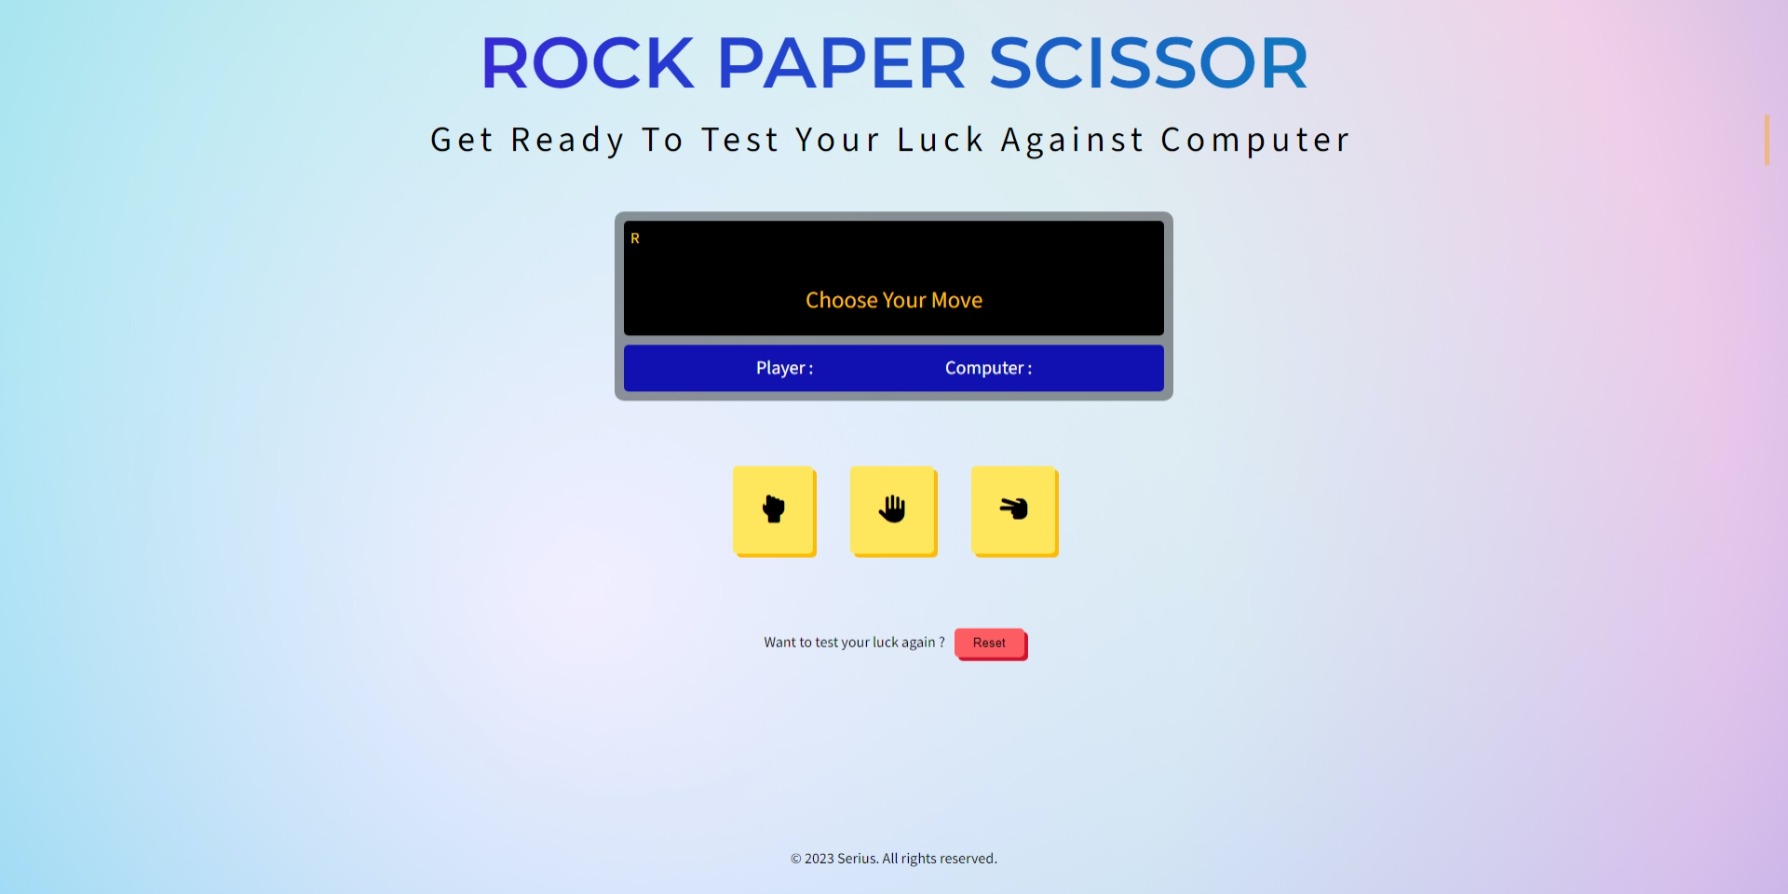 ROCK PAPER SCISSOR
Get Ready To Test Your Luck Against Computer
R
Choose Your Move
Player :
Computer :
Want to test your luck again ?
Reset
© 2023 Serius. All rights reserved.